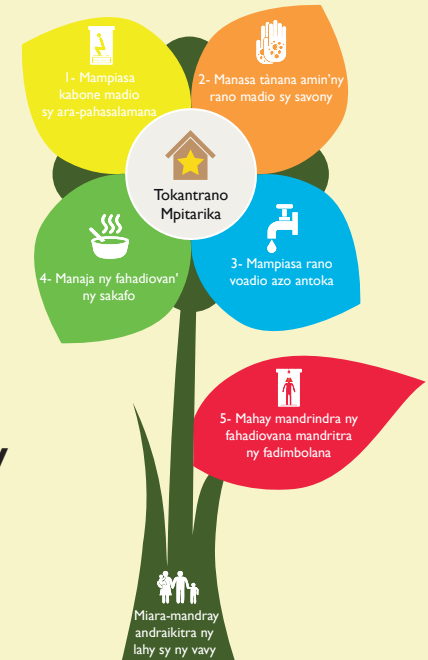 1- Mampiasa
kabone madio
sy ara-pahasalamana
2- Manasa tànana amin'ny
rano madio sy savony
Tokantrano
Mpitarika
4- Manaja ny fahadiovan'
ny sakafo
3- Mampiasa rano
voadio azo antoka
5- Mahay mandrindra ny
fahadiovana mandritra
ny fadimbolana
Miara-mandray
andraikitra ny
lahy sy ny vavy